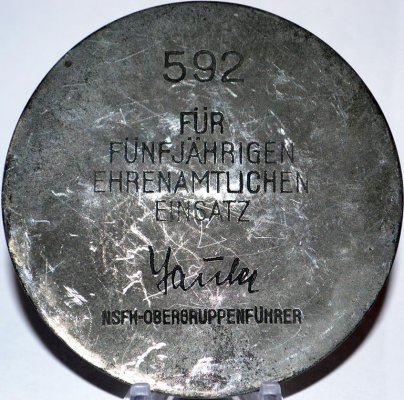 592
FÜR
FÜNFJÄHRIGEN
EHRENAMTLICHEN
EINSATZ
NSFK-OBERGRUPPENFÜHRER